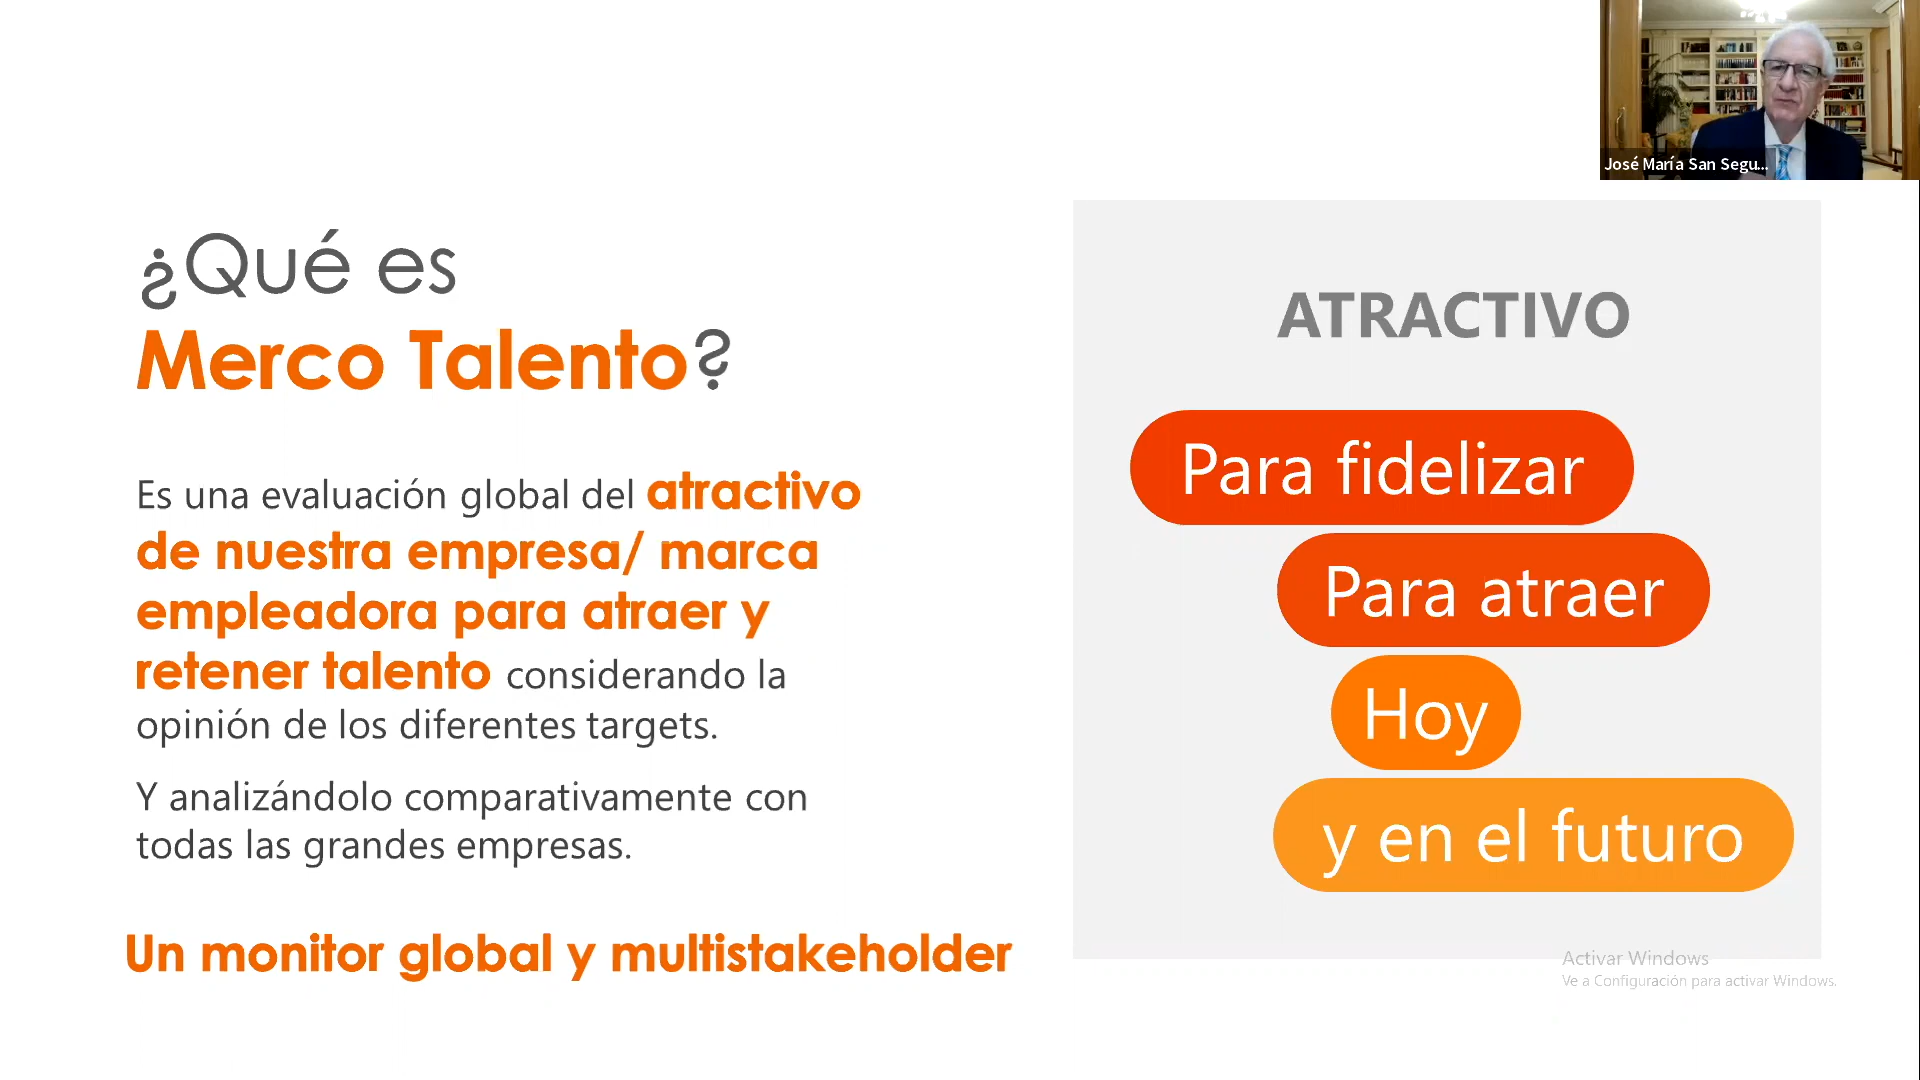 José María San Segu...
¿Qué es
Merco Talento?
Es una evaluación global del atractivo
de nuestra empresa/ marca
empleadora para atraer y
retener talento considerando la
opinión de los diferentes targets.
Y analizándolo comparativamente con
todas las grandes empresas.
Un monitor global y multistakeholder
ATRACTIVO
Para fidelizar
Para atraer
Hoy
y en el futuro
Activar Windows
Ve a Configuración para activar Windows.